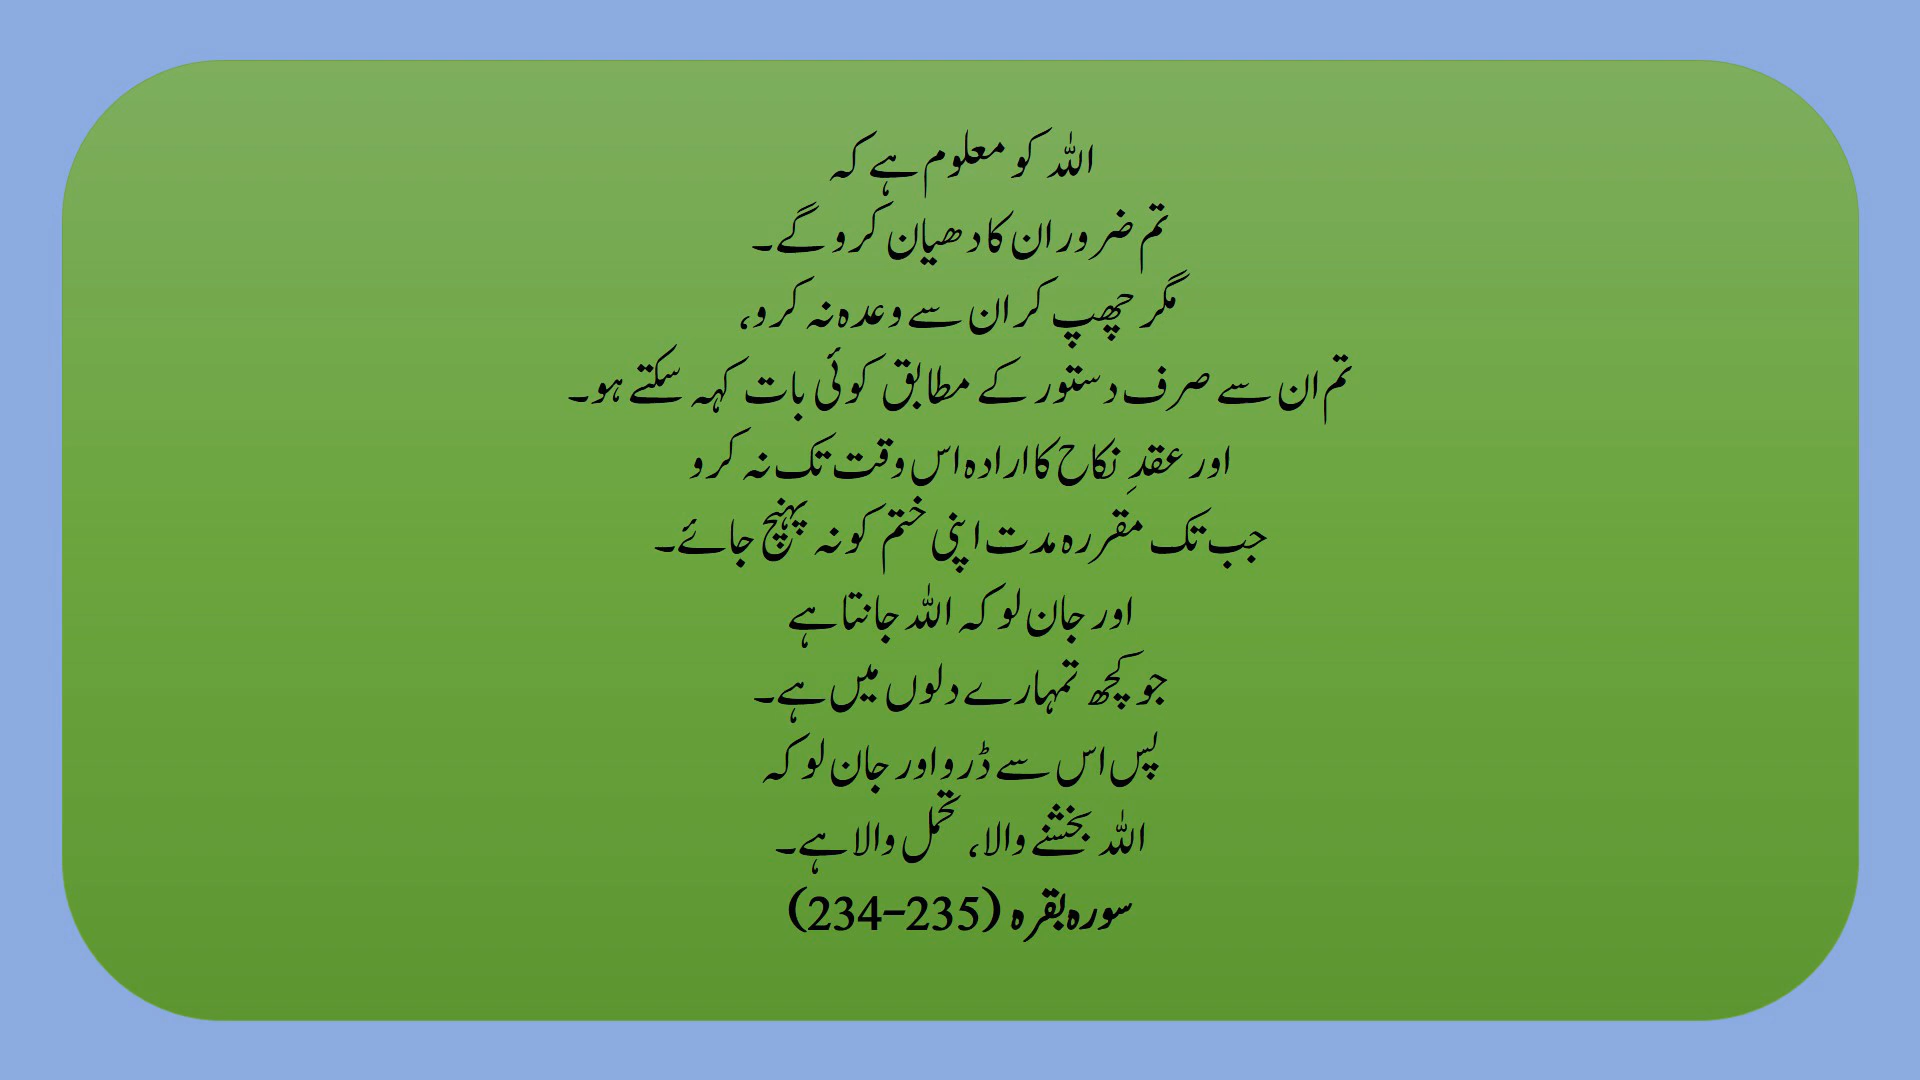 اللہ کو معلوم ہے کہ
تم ضرور ان کا دھیان کرو گے۔
مگر چھپ کر ان سے وعدہ نہ کرو،
تم ان سے صرف دستور کے مطابق کوئی بات کہہ سکتے ہو۔
اور عقدِ نکاح کا ارادہ اس وقت تک نہ کرو
جب تک مقررہ مدت اپنی ختم کو نہ پہنچ جائے۔
اور جان لو کہ اللہ جانتا ہے
جو کچھ تمہارے دلوں میں ہے۔
پس اس سے ڈرو اور جان لو کہ
اللہ بخشنے والا، تحمل والا ہے۔
سورہ بقرہ (235-234)